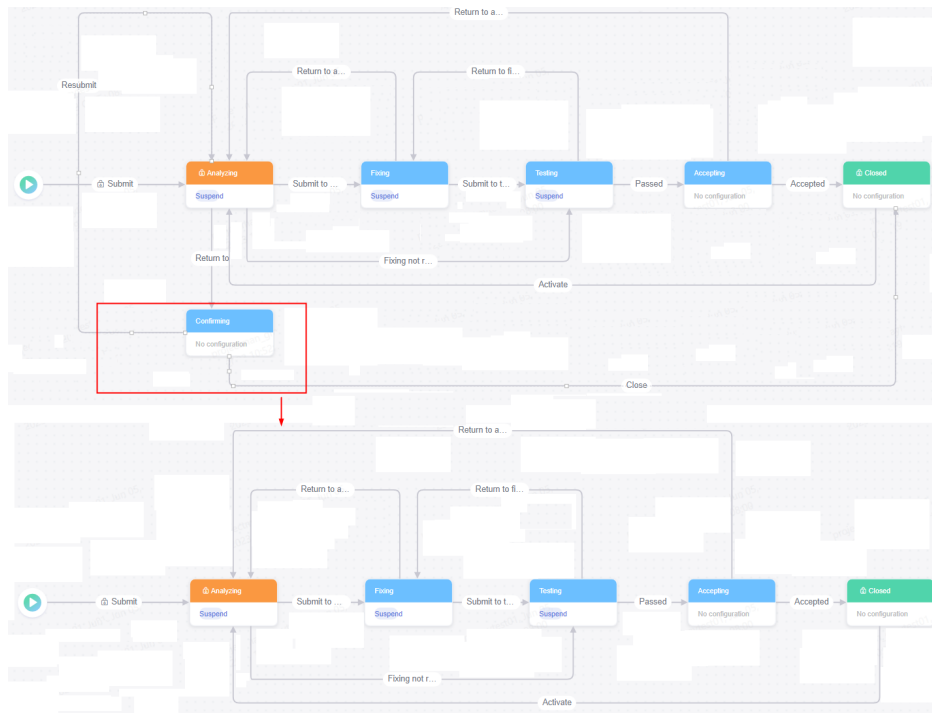 Return to a...
Return to a...
Return to fi...
Resubmit
Submit
Analyzing
Suspend
Submit to ...
Fixing
Suspend
Submit to t...
Testing
Suspend
Passed
Accepting
No configuration
Accepted
Closed
No configuration
Return to
Fixing not r...
Activate
Confirming
No configuration
Close
Return to a...
Return to a...
Return to fi...
Submit
Analyzing
Suspend
Submit to ...
Fixing
Suspend
Submit to t...
Testing
Suspend
Passed
Accepting
No configuration
Accepted
Closed
No configuration
Fixing not r...
Activate